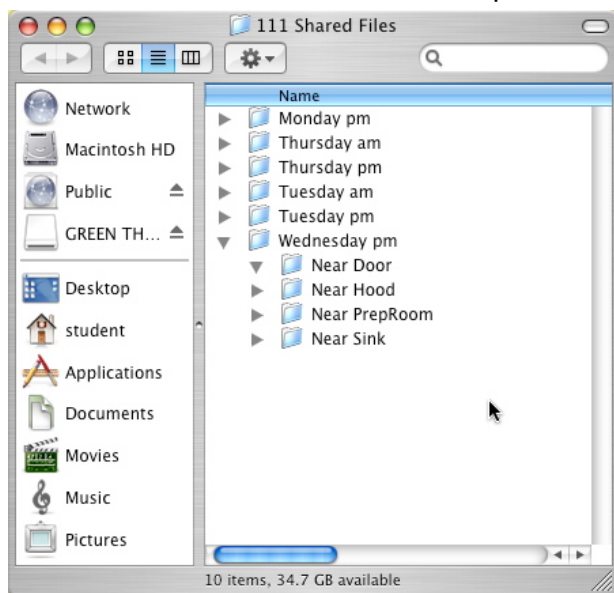 111 Shared Files
Network
Macintosh HD
Public
GREEN TH...
Desktop
student
Applications
Documents
Movies
Music
Pictures
Name
Monday pm
Thursday am
Thursday pm
Tuesday am
Tuesday pm
Wednesday pm
Near Door
Near Hood
Near PrepRoom
Near Sink
10 items, 34.7 GB available